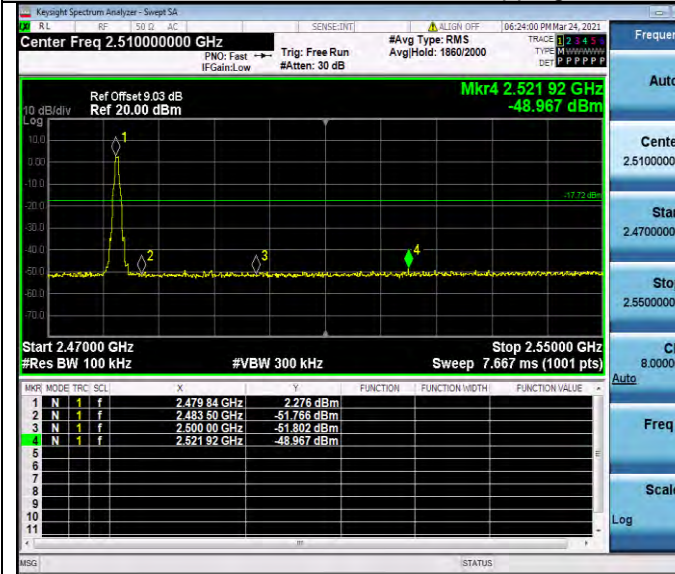 Keysight Spectrum Analyzer - Swept SA
RL RF 50 Ω AC SENSE:INT ALIGN OFF 06:24:00 PM Mar 24, 2021
Center Freq 2.510000000 GHz
PNO: Fast
IFGain:Low
Trig: Free Run
#Atten: 30 dB
#Avg Type: RMS
Avg|Hold: 1860/2000
TRACE 1 2 3 4 5 6
TYPE M
DET P P P P P P
Mkr4 2.521 92 GHz
-48.967 dBm
Ref Offset 9.03 dB
10 dB/div Ref 20.00 dBm
Log
10.0
0.00
-10.0
-20.0
-30.0
-40.0
-50.0
-60.0
-70.0
1
2
3
4
-17.72 dBm
Start 2.47000 GHz Stop 2.55000 GHz
#Res BW 100 kHz #VBW 300 kHz Sweep 7.667 ms (1001 pts)
MKR MODE TRC SCL X Y FUNCTION FUNCTION WIDTH FUNCTION VALUE
1 N 1 f 2.479 84 GHz 2.276 dBm
2 N 1 f 2.483 50 GHz -51.766 dBm
3 N 1 f 2.500 00 GHz -51.802 dBm
4 N 1 f 2.521 92 GHz -48.967 dBm
5
6
7
8
9
10
11
MSG STATUS
Frequen
Auto
Cente
2.5100000
Star
2.4700000
Sto
2.5500000
C
8.0000
Auto
Freq
Scal
Log